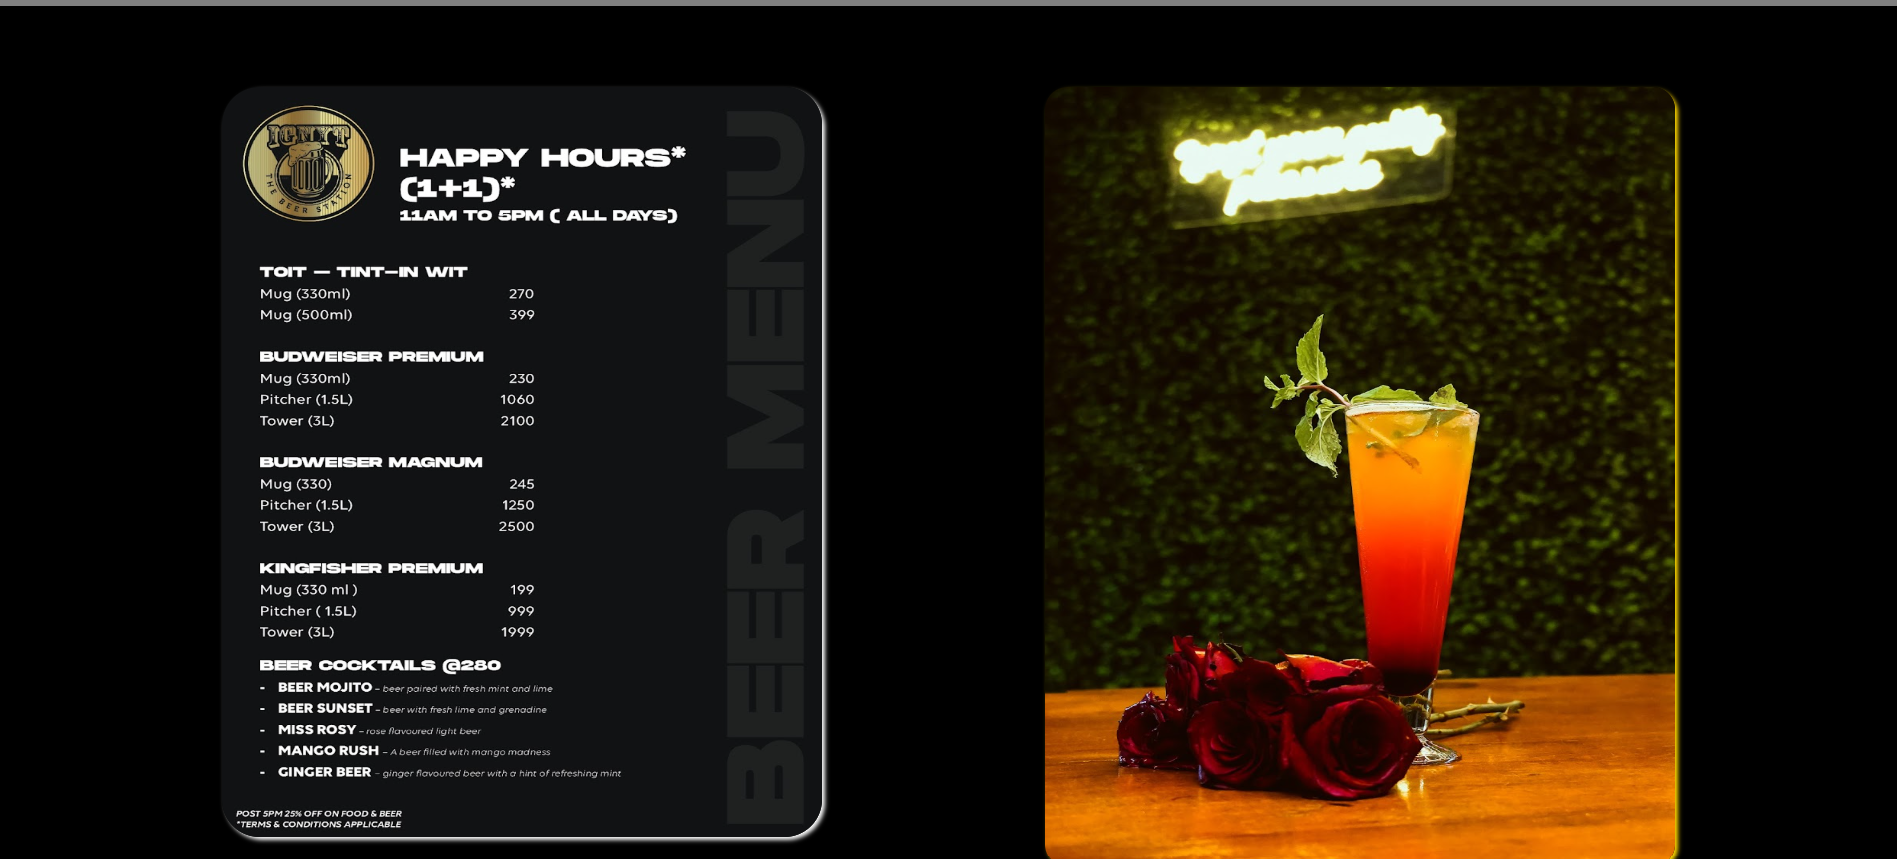 IGNYT
THE BEER STATION
HAPPY HOURS*
(1+1)*
11AM TO 5PM ( ALL DAYS)
TOIT – TINT-IN WIT
Mug (330ml) 270
Mug (500ml) 399
BUDWEISER PREMIUM
Mug (330ml) 230
Pitcher (1.5L) 1060
Tower (3L) 2100
BUDWEISER MAGNUM
Mug (330) 245
Pitcher (1.5L) 1250
Tower (3L) 2500
KINGFISHER PREMIUM
Mug (330 ml ) 199
Pitcher ( 1.5L) 999
Tower (3L) 1999
BEER COCKTAILS @280
- BEER MOJITO – beer paired with fresh mint and lime
- BEER SUNSET – beer with fresh lime and grenadine
- MISS ROSY – rose flavoured light beer
- MANGO RUSH – A beer filled with mango madness
- GINGER BEER – ginger flavoured beer with a hint of refreshing mint
POST 5PM 25% OFF ON FOOD & BEER
*TERMS & CONDITIONS APPLICABLE
BEER MENU